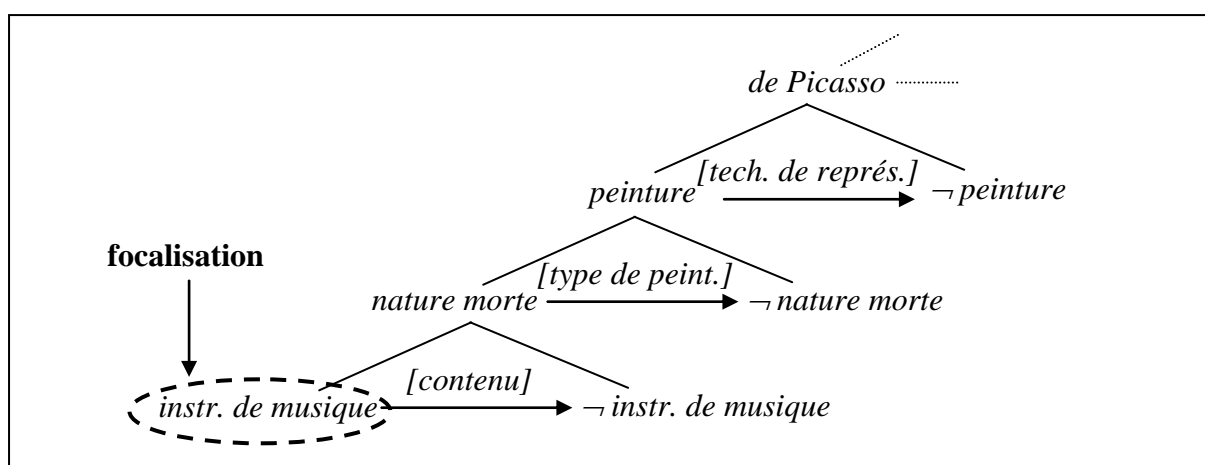 de Picasso
[tech. de représ.]
peinture
¬ peinture
focalisation
[type de peint.]
nature morte
¬ nature morte
[contenu]
instr. de musique
¬ instr. de musique